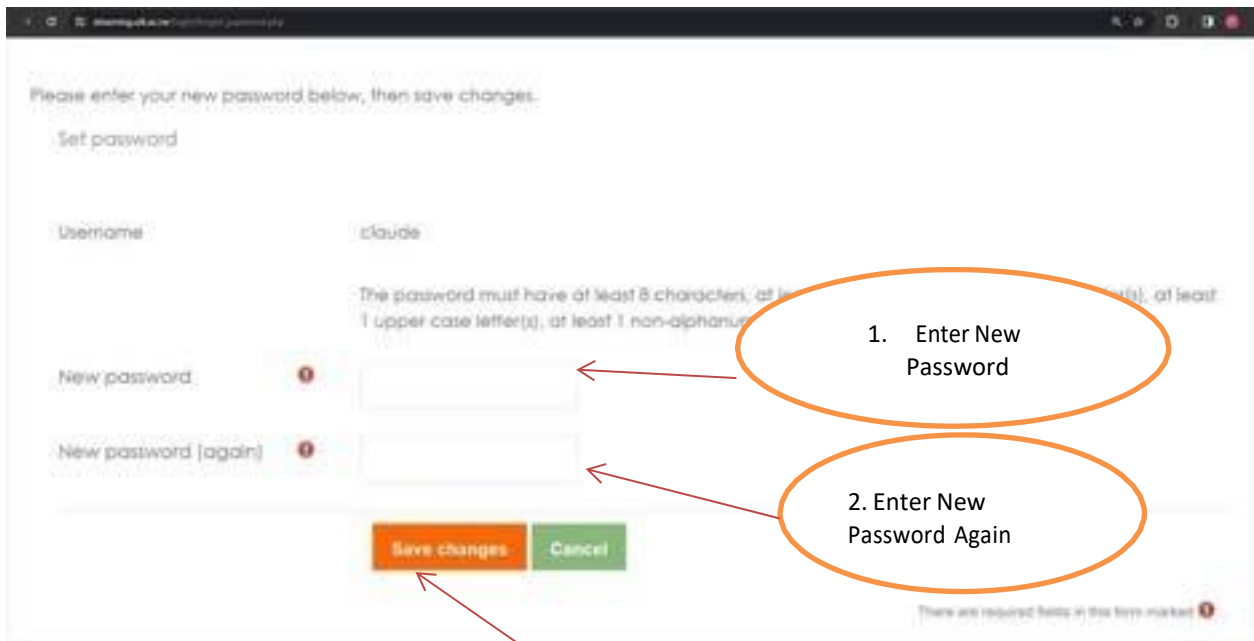 Please enter your new password below, then save changes.
Set password
Username claude
The password must have at least 8 characters, at least 1 upper case letter(s), at least 1 non-alphanum
1. Enter New
Password
New password
New password (again)
2. Enter New
Password Again
Save changes Cancel
There are required fields in this form marked